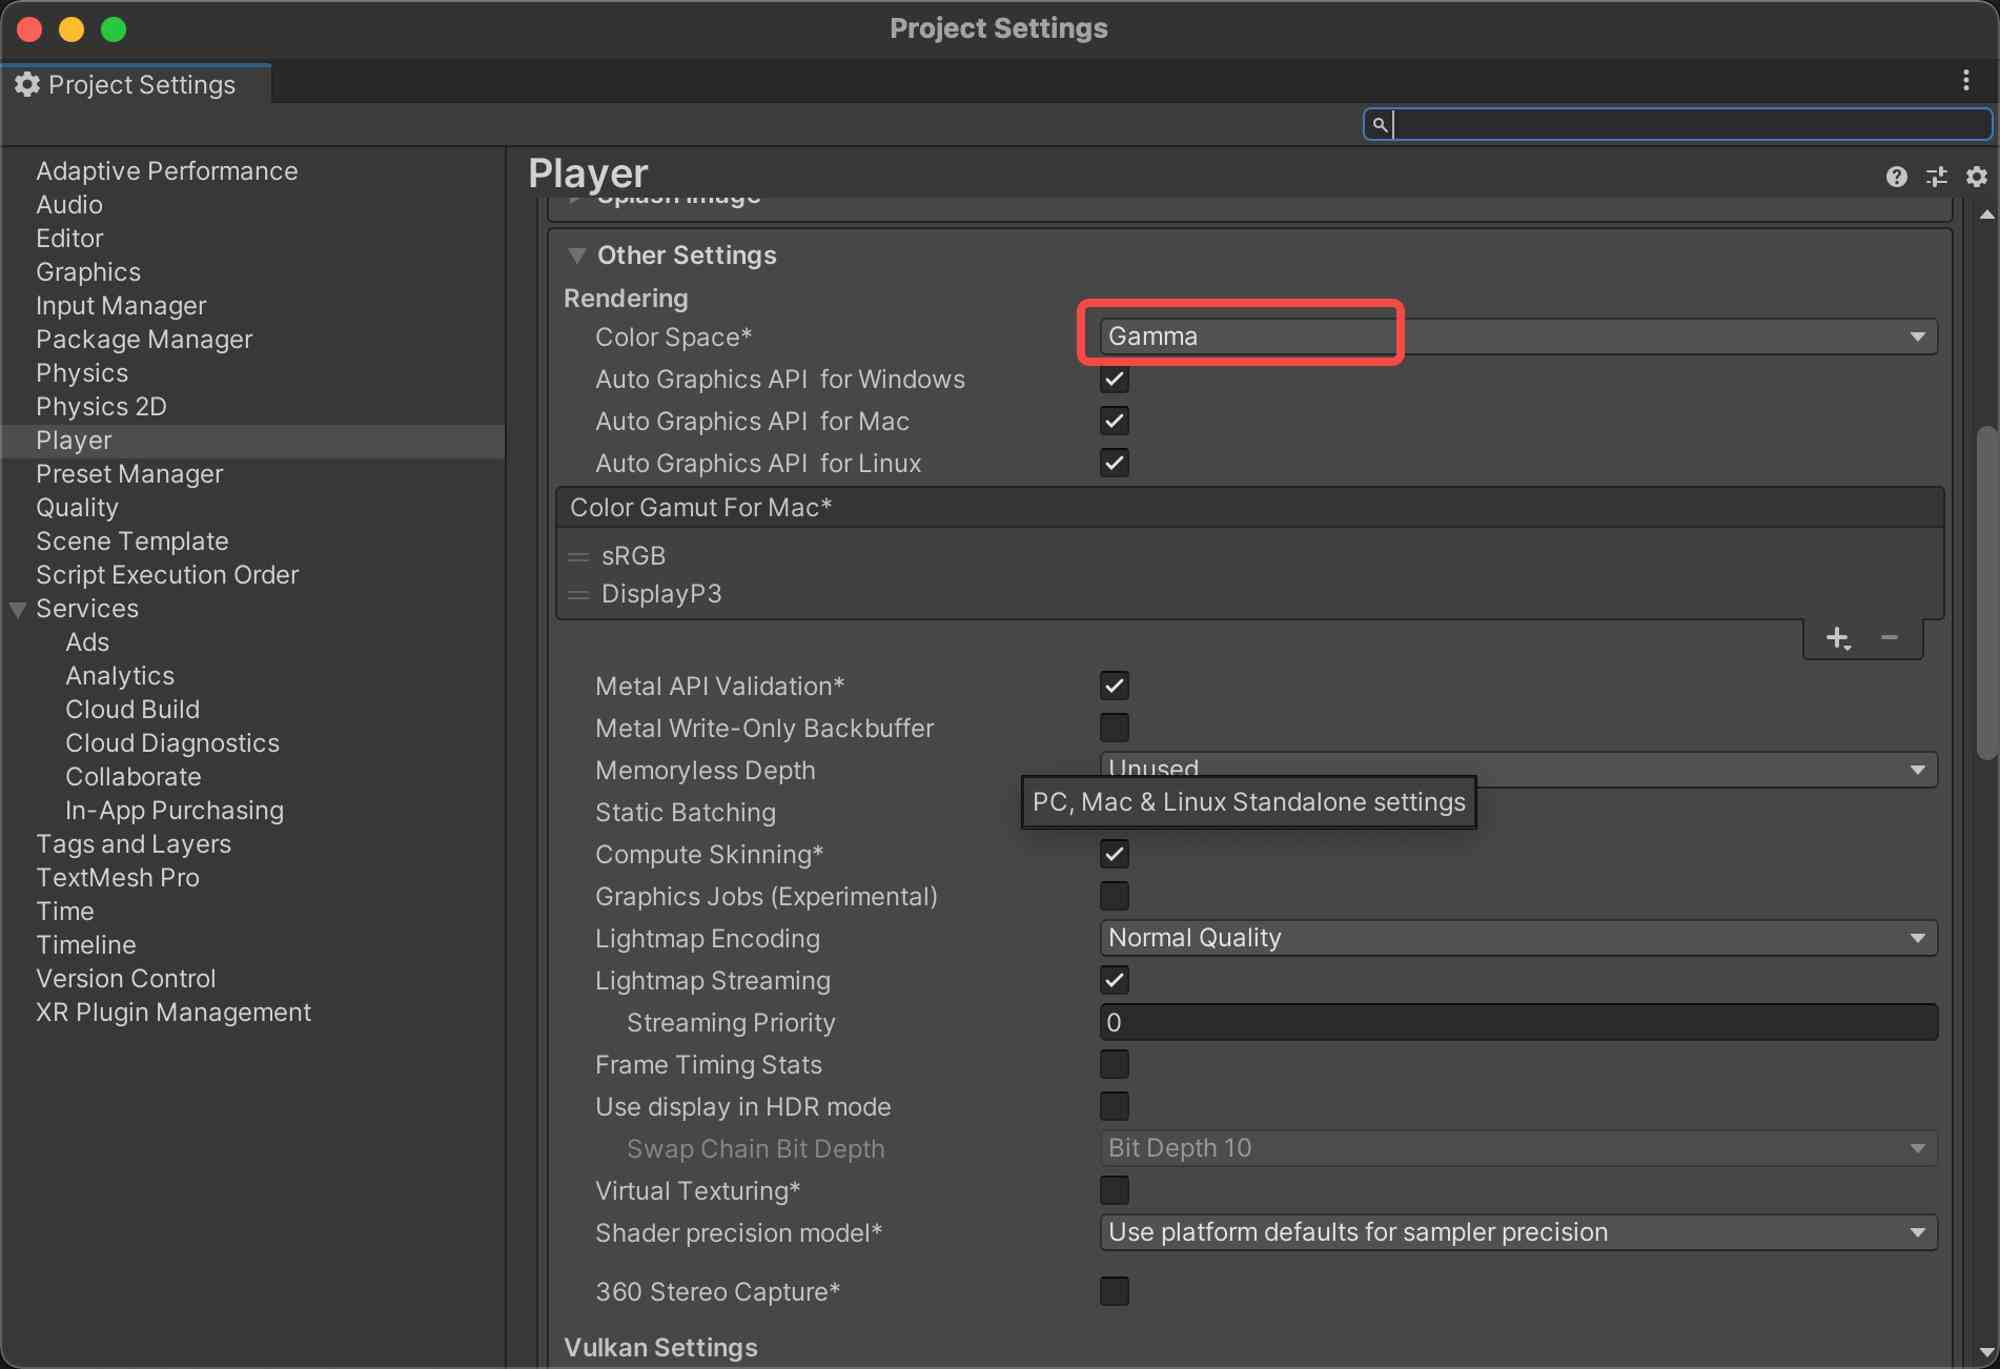 Project Settings
Project Settings
Adaptive Performance
Audio
Editor
Graphics
Input Manager
Package Manager
Physics
Physics 2D
Player
Preset Manager
Quality
Scene Template
Script Execution Order
Services
Ads
Analytics
Cloud Build
Cloud Diagnostics
Collaborate
In-App Purchasing
Tags and Layers
TextMesh Pro
Time
Timeline
Version Control
XR Plugin Management
Player
Splash Image
Other Settings
Rendering
Color Space* Gamma
Auto Graphics API for Windows
Auto Graphics API for Mac
Auto Graphics API for Linux
Color Gamut For Mac*
sRGB
DisplayP3
Metal API Validation*
Metal Write-Only Backbuffer
Memoryless Depth Unused
PC, Mac & Linux Standalone settings
Static Batching
Compute Skinning*
Graphics Jobs (Experimental)
Lightmap Encoding Normal Quality
Lightmap Streaming
Streaming Priority 0
Frame Timing Stats
Use display in HDR mode
Swap Chain Bit Depth Bit Depth 10
Virtual Texturing*
Shader precision model* Use platform defaults for sampler precision
360 Stereo Capture*
Vulkan Settings